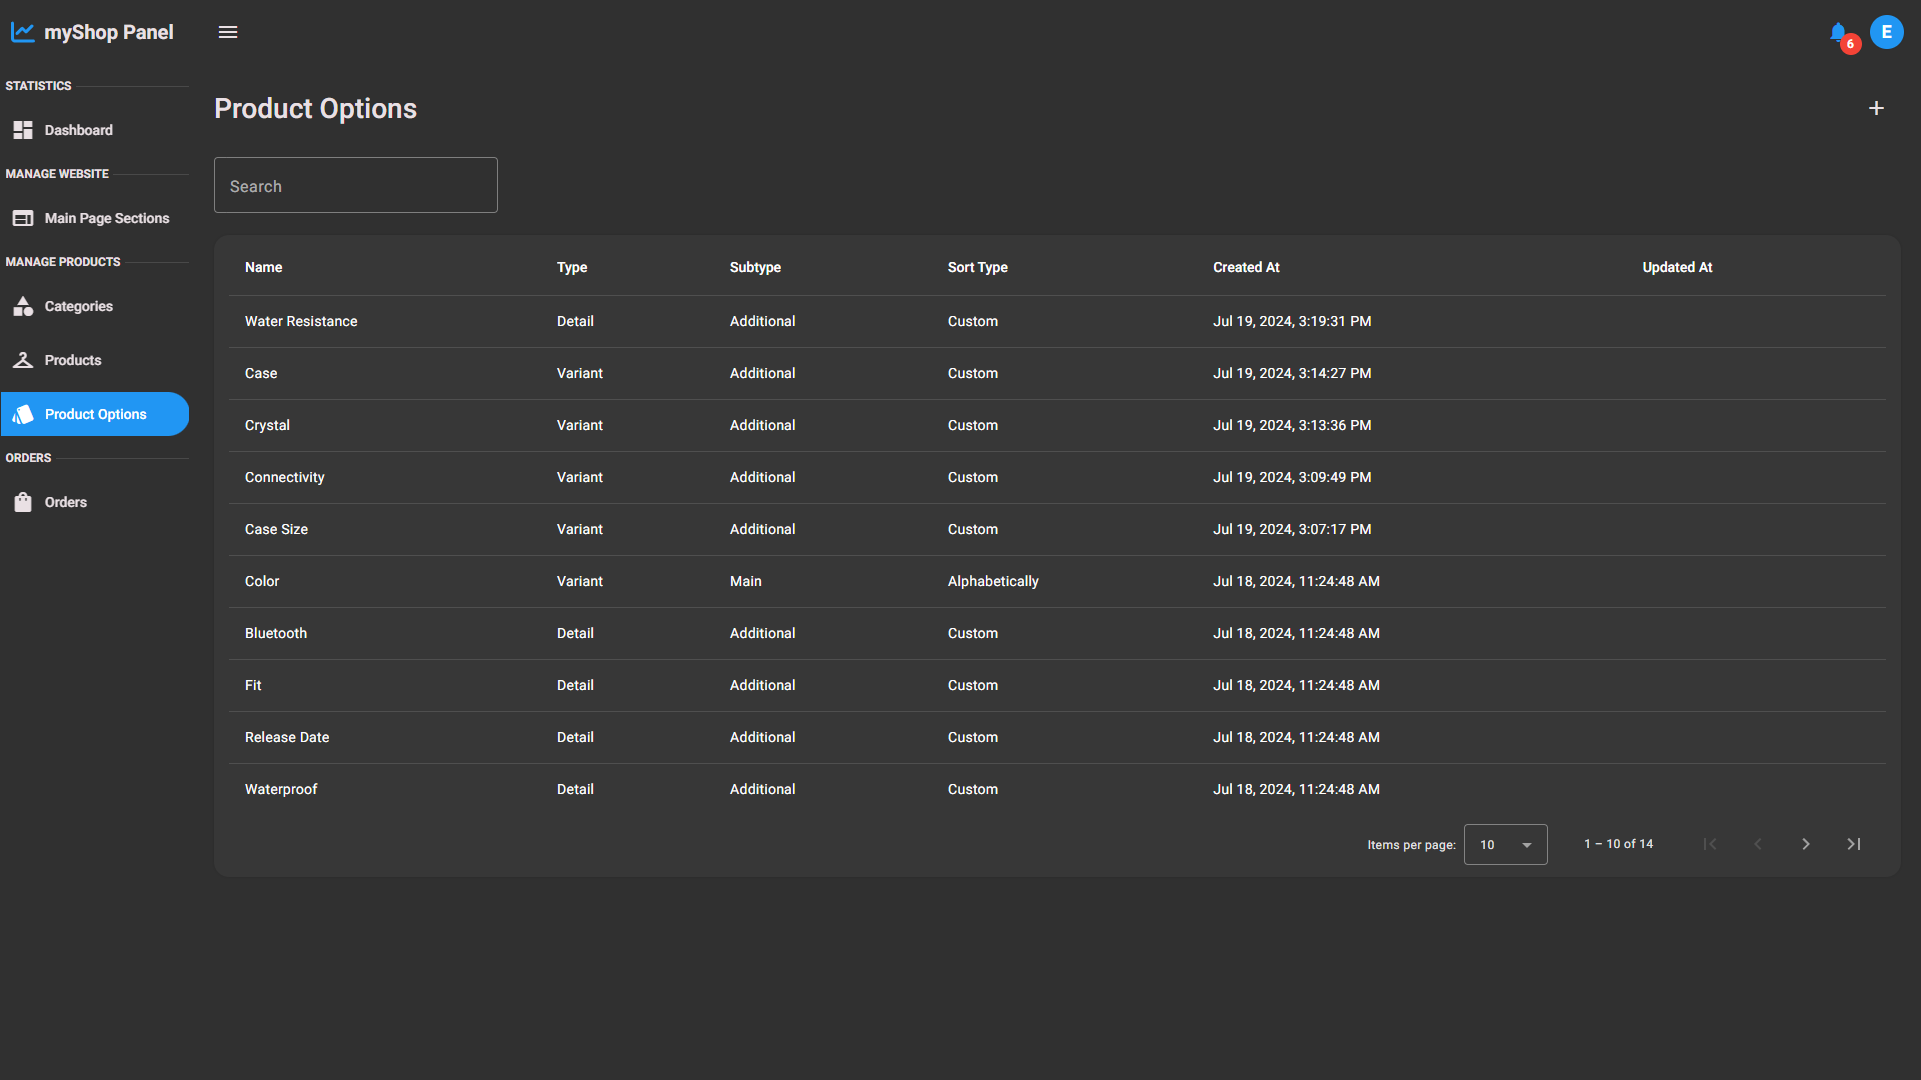 myShop Panel
6
E
STATISTICS
Dashboard
MANAGE WEBSITE
Main Page Sections
MANAGE PRODUCTS
Categories
Products
Product Options
ORDERS
Orders
Product Options
Search
Name Type Subtype Sort Type Created At Updated At
Water Resistance Detail Additional Custom Jul 19, 2024, 3:19:31 PM
Case Variant Additional Custom Jul 19, 2024, 3:14:27 PM
Crystal Variant Additional Custom Jul 19, 2024, 3:13:36 PM
Connectivity Variant Additional Custom Jul 19, 2024, 3:09:49 PM
Case Size Variant Additional Custom Jul 19, 2024, 3:07:17 PM
Color Variant Main Alphabetically Jul 18, 2024, 11:24:48 AM
Bluetooth Detail Additional Custom Jul 18, 2024, 11:24:48 AM
Fit Detail Additional Custom Jul 18, 2024, 11:24:48 AM
Release Date Detail Additional Custom Jul 18, 2024, 11:24:48 AM
Waterproof Detail Additional Custom Jul 18, 2024, 11:24:48 AM
Items per page: 10 1 – 10 of 14